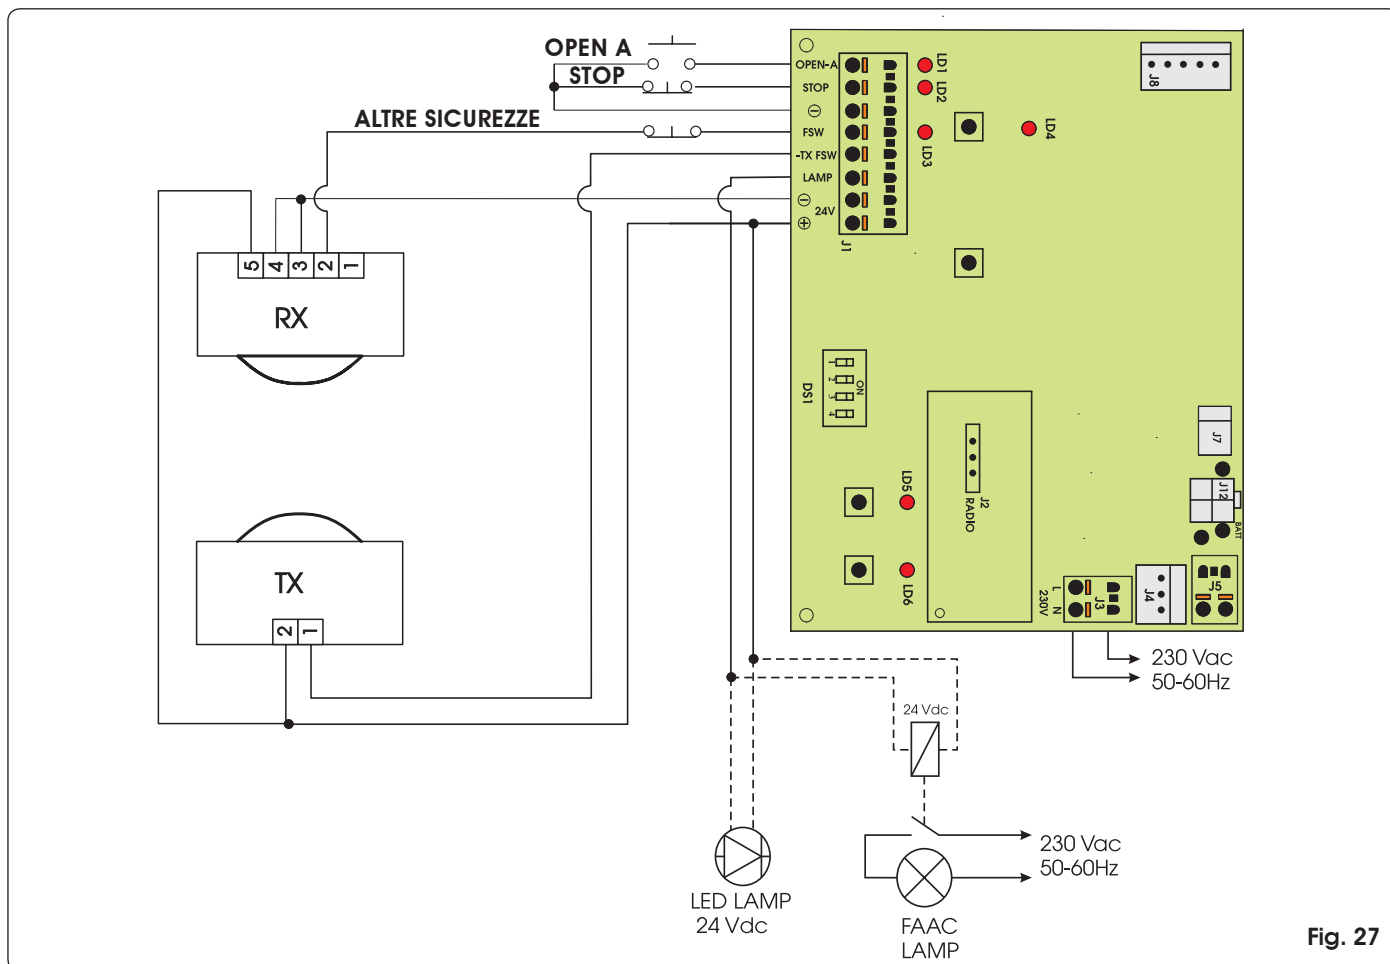 OPEN A
STOP
ALTRE SICUREZZE
OPEN-A
STOP
⊖
FSW
-TX FSW
LAMP
⊖
24V
⊕
J1
LD1
LD2
LD3
LD4
J8
5 4 3 2 1
RX
TX
2 1
DS1
1
2
3
4
ON
LD5
LD6
J2
RADIO
J7
J12
BATT
J5
J4
J3
L
N
230V
230 Vac
50-60Hz
24 Vdc
230 Vac
50-60Hz
LED LAMP
24 Vdc
FAAC
LAMP
Fig. 27